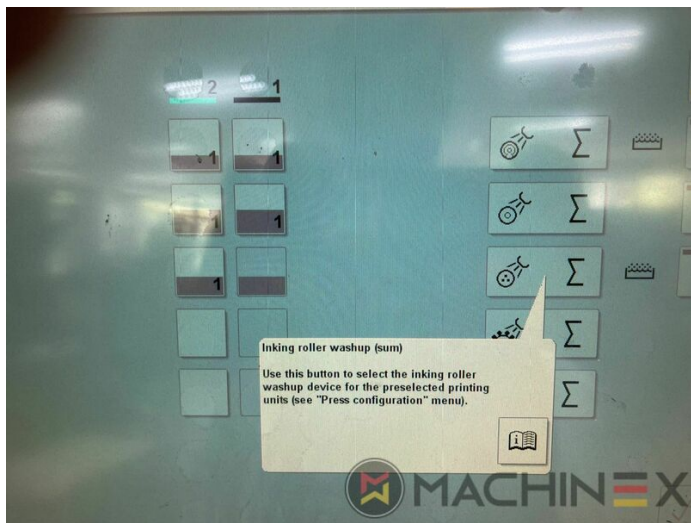 2 1
1 1 Σ
1 1 Σ
1 Σ
Σ
Σ
Inking roller washup (sum)
Use this button to select the inking roller
washup device for the preselected printing
units (see "Press configuration" menu).
i
MACHINEX